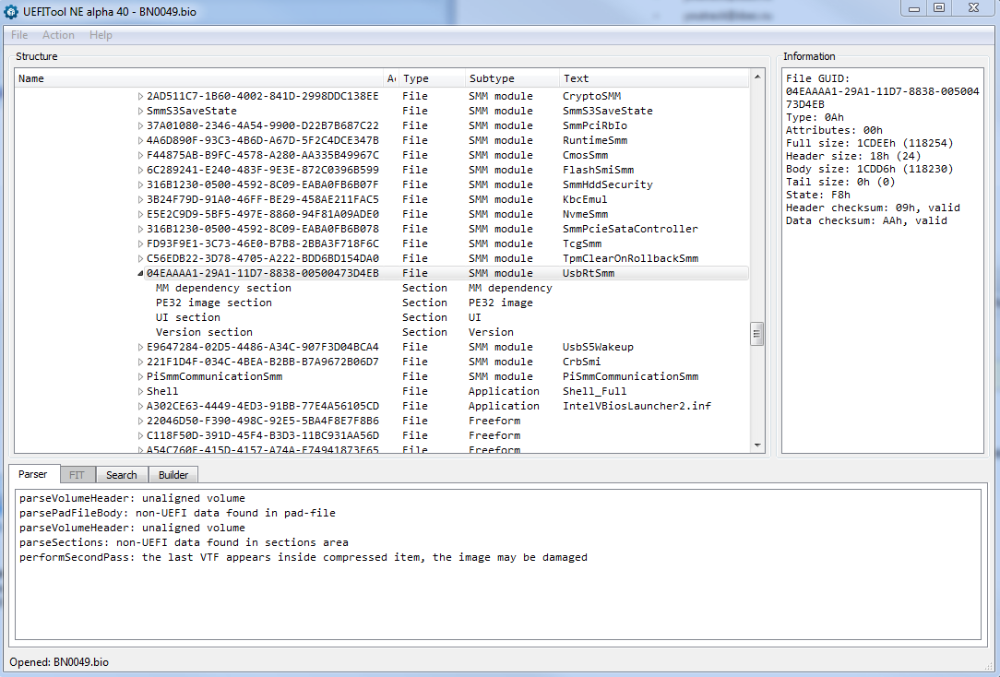 UEFITool NE alpha 40 - BN0049.bio
File Action Help
Structure
Name A Type Subtype Text
2AD511C7-1B60-4002-841D-2998DDC138EE File SMM module CryptoSMM
SmmS3SaveState File SMM module SmmS3SaveState
37A01080-2346-4A54-9900-D22B7B687C22 File SMM module SmmPciRbIo
4A6D890F-93C3-4B6D-A67D-5F2C4DCE347B File SMM module RuntimeSmm
F44875AB-B9FC-4578-A280-AA335B49967C File SMM module CmosSmm
6C289241-E240-483F-9E3E-872C0396B599 File SMM module FlashSmiSmm
316B1230-0500-4592-8C09-EABA0FB6B07F File SMM module SmmHddSecurity
3B24F79D-91A0-46FF-BE29-458AE211FAC5 File SMM module KbcEmul
E5E2C9D9-5BF5-497E-8860-94F81A09ADE0 File SMM module NvmeSmm
316B1230-0500-4592-8C09-EABA0FB6B078 File SMM module SmmPcieSataController
FD93F9E1-3C73-46E0-B7B8-2BBA3F718F6C File SMM module TcgSmm
C56EDB22-3D78-4705-A222-BDD6BD154DA0 File SMM module TpmClearOnRollbackSmm
04EAAAA1-29A1-11D7-8838-00500473D4EB File SMM module UsbRtSmm
MM dependency section Section MM dependency
PE32 image section Section PE32 image
UI section Section UI
Version section Section Version
E9647284-02D5-4486-A34C-907F3D04BCA4 File SMM module UsbS5Wakeup
221F1D4F-034C-4BEA-B2BB-B7A9672B06D7 File SMM module CrbSmi
PiSmmCommunicationSmm File SMM module PiSmmCommunicationSmm
Shell File Application Shell_Full
A302CE63-4449-4ED3-91BB-77E4A56105CD File Application IntelVBiosLauncher2.inf
22046D50-F390-498C-92E5-5BA4F8E7F8B6 File Freeform
C118F50D-391D-45F4-B3D3-11BC931AA56D File Freeform
A54C760F-415D-4157-A74A-F74941873F65 File Freeform
Information
File GUID:
04EAAAA1-29A1-11D7-8838-005004
73D4EB
Type: 0Ah
Attributes: 00h
Full size: 1CDEEh (118254)
Header size: 18h (24)
Body size: 1CDD6h (118230)
Tail size: 0h (0)
State: F8h
Header checksum: 09h, valid
Data checksum: AAh, valid
Parser FIT Search Builder
parseVolumeHeader: unaligned volume
parsePadFileBody: non-UEFI data found in pad-file
parseVolumeHeader: unaligned volume
parseSections: non-UEFI data found in sections area
performSecondPass: the last VTF appears inside compressed item, the image may be damaged
Opened: BN0049.bio